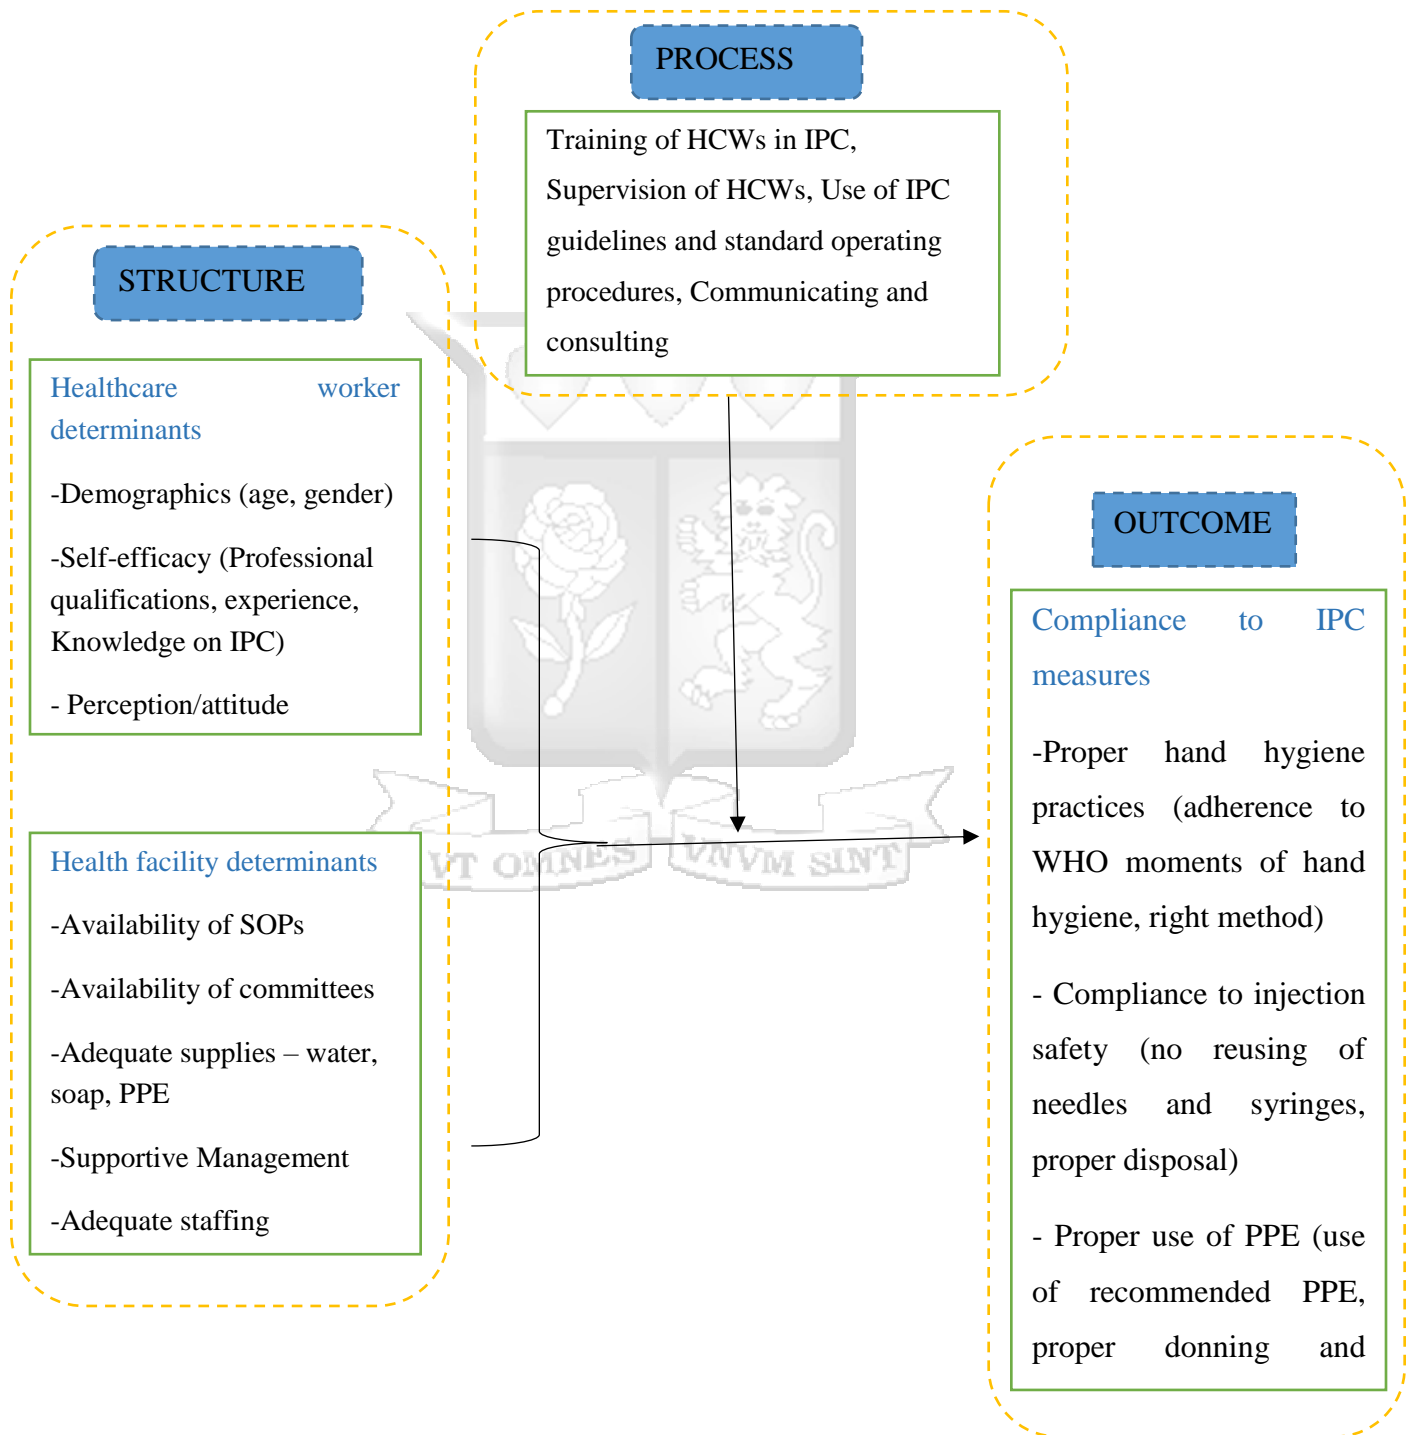 PROCESS
Training of HCWs in IPC,
Supervision of HCWs, Use of IPC
guidelines and standard operating
procedures, Communicating and
consulting
STRUCTURE
Healthcare worker
determinants
-Demographics (age, gender)
-Self-efficacy (Professional
qualifications, experience,
Knowledge on IPC)
- Perception/attitude
Health facility determinants
-Availability of SOPs
-Availability of committees
-Adequate supplies – water,
soap, PPE
-Supportive Management
-Adequate staffing
VT OMNES VNVM SINT
OUTCOME
Compliance to IPC
measures
-Proper hand hygiene
practices (adherence to
WHO moments of hand
hygiene, right method)
- Compliance to injection
safety (no reusing of
needles and syringes,
proper disposal)
- Proper use of PPE (use
of recommended PPE,
proper donning and